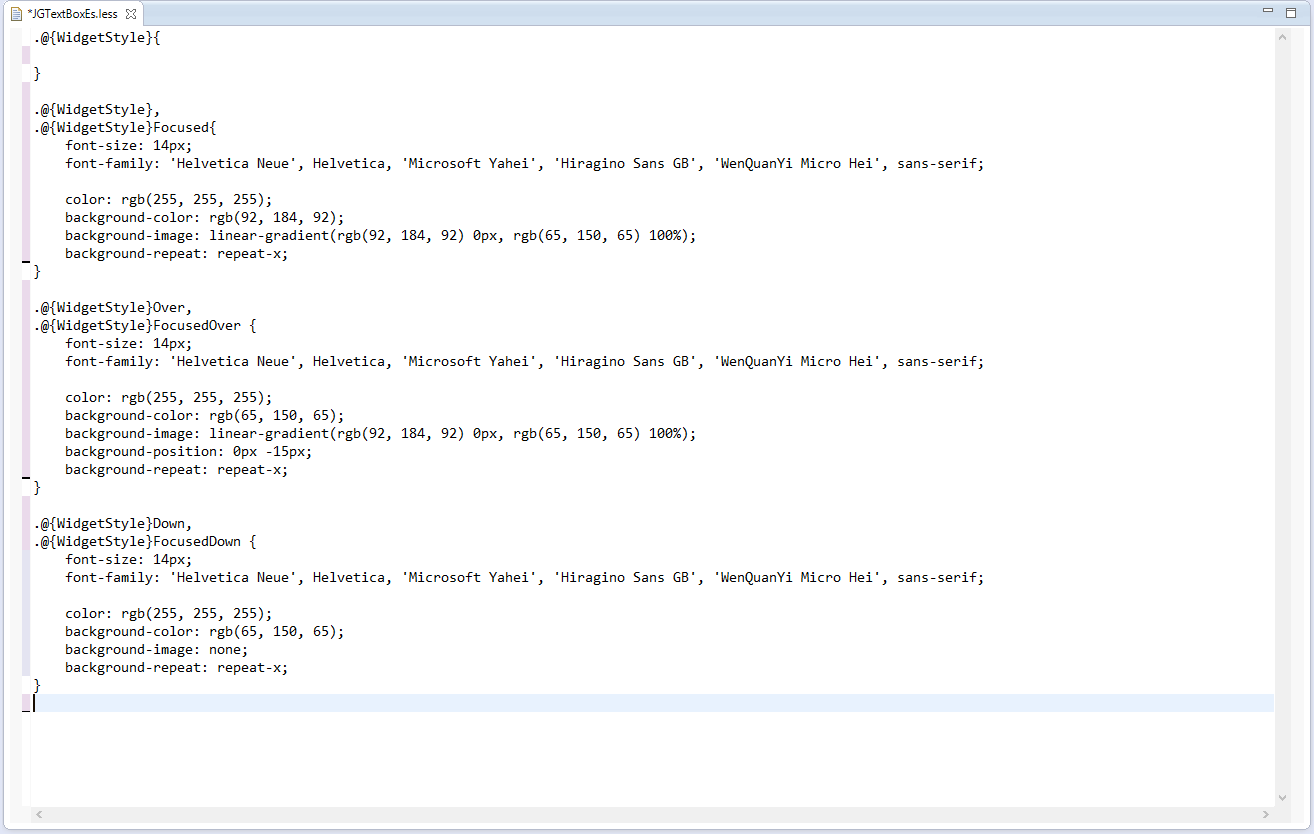 *JGTextBoxEs.less
.@{WidgetStyle}{
}
.@{WidgetStyle},
.@{WidgetStyle}Focused{
font-size: 14px;
font-family: 'Helvetica Neue', Helvetica, 'Microsoft Yahei', 'Hiragino Sans GB', 'WenQuanYi Micro Hei', sans-serif;
color: rgb(255, 255, 255);
background-color: rgb(92, 184, 92);
background-image: linear-gradient(rgb(92, 184, 92) 0px, rgb(65, 150, 65) 100%);
background-repeat: repeat-x;
}
.@{WidgetStyle}Over,
.@{WidgetStyle}FocusedOver {
font-size: 14px;
font-family: 'Helvetica Neue', Helvetica, 'Microsoft Yahei', 'Hiragino Sans GB', 'WenQuanYi Micro Hei', sans-serif;
color: rgb(255, 255, 255);
background-color: rgb(65, 150, 65);
background-image: linear-gradient(rgb(92, 184, 92) 0px, rgb(65, 150, 65) 100%);
background-position: 0px -15px;
background-repeat: repeat-x;
}
.@{WidgetStyle}Down,
.@{WidgetStyle}FocusedDown {
font-size: 14px;
font-family: 'Helvetica Neue', Helvetica, 'Microsoft Yahei', 'Hiragino Sans GB', 'WenQuanYi Micro Hei', sans-serif;
color: rgb(255, 255, 255);
background-color: rgb(65, 150, 65);
background-image: none;
background-repeat: repeat-x;
}